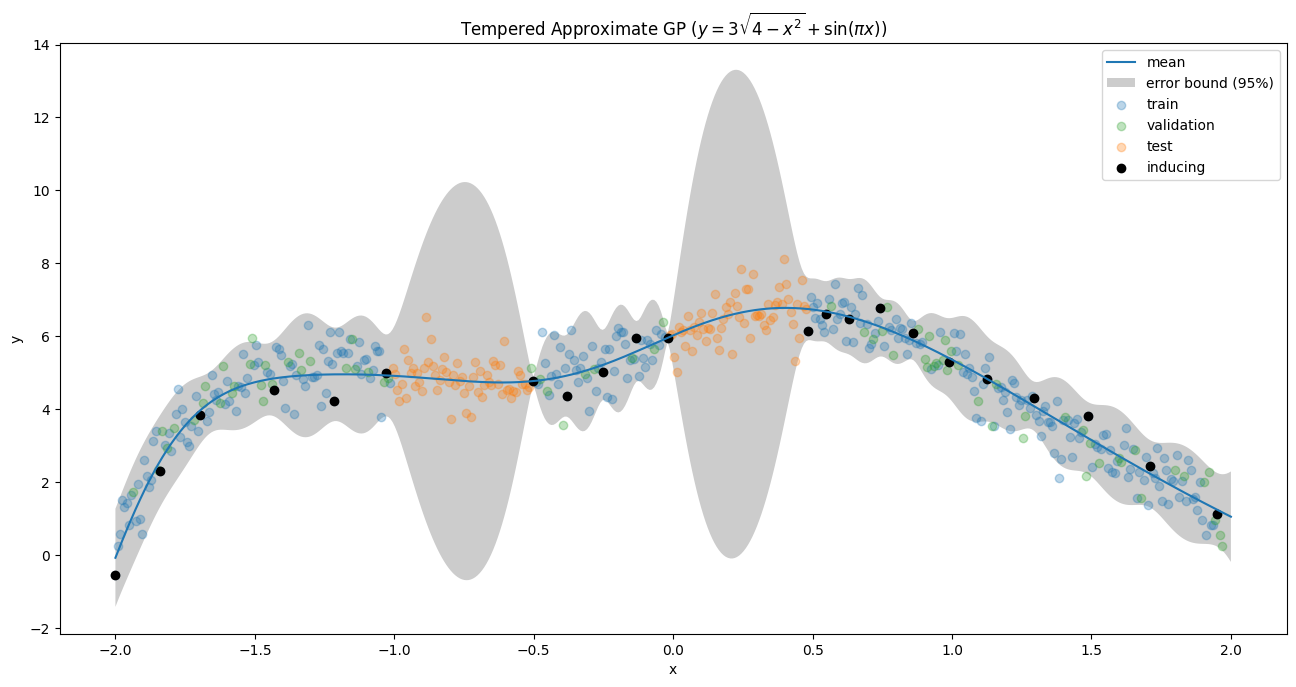 Tempered Approximate GP (y = 3√4 − x² + sin(πx))
mean
error bound (95%)
train
validation
test
inducing
14
12
10
8
6
4
2
0
−2
y
−2.0 −1.5 −1.0 −0.5 0.0 0.5 1.0 1.5 2.0
x